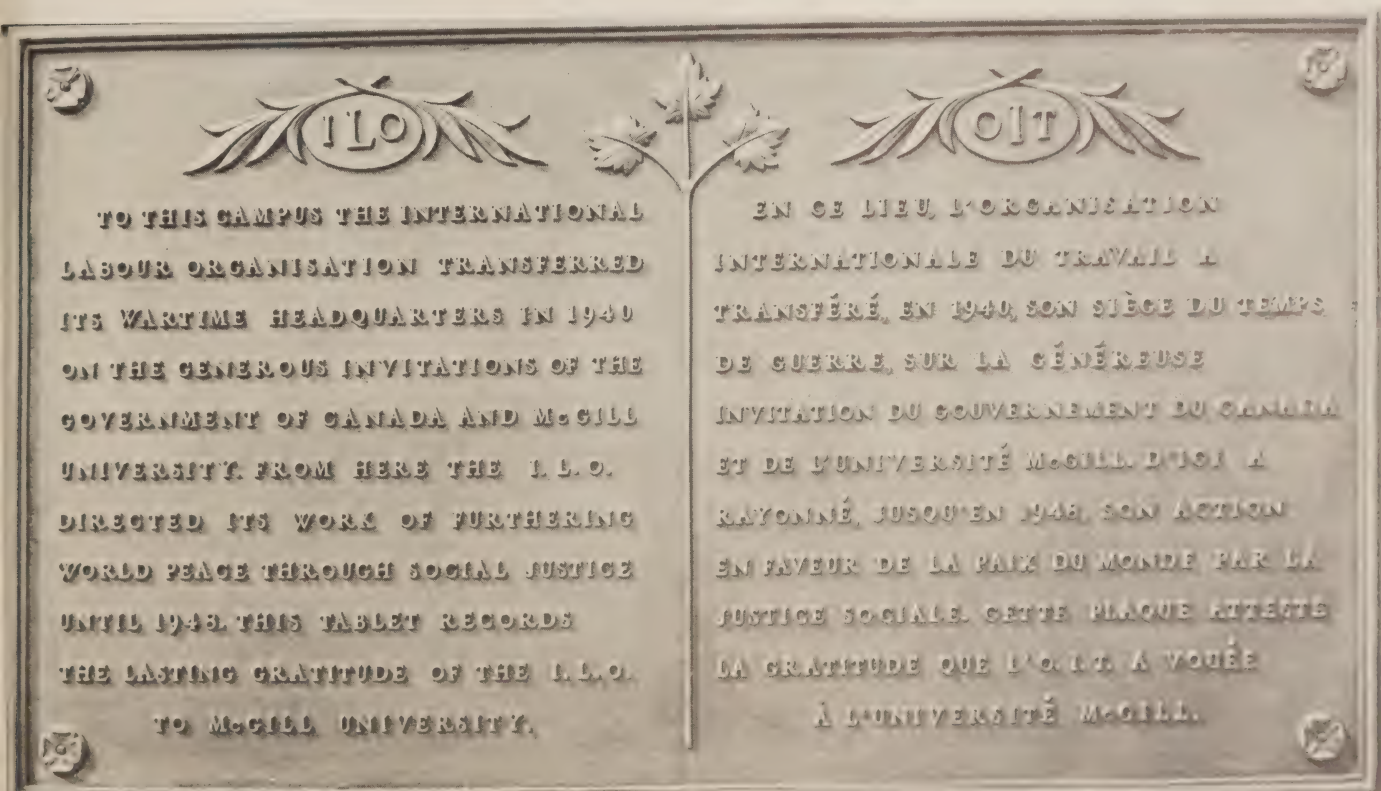 ILO
TO THIS CAMPUS THE INTERNATIONAL
LABOUR ORGANISATION TRANSFERRED
ITS WARTIME HEADQUARTERS IN 1940
ON THE GENEROUS INVITATIONS OF THE
GOVERNMENT OF CANADA AND McGILL
UNIVERSITY. FROM HERE THE I.L.O.
DIRECTED ITS WORK OF FURTHERING
WORLD PEACE THROUGH SOCIAL JUSTICE
UNTIL 1948. THIS TABLET RECORDS
THE LASTING GRATITUDE OF THE I.L.O.
TO McGILL UNIVERSITY.
OIT
EN CE LIEU, L'ORGANISATION
INTERNATIONALE DU TRAVAIL A
TRANSFÉRÉ, EN 1940, SON SIÈGE DU TEMPS
DE GUERRE, SUR LA GÉNÉREUSE
INVITATION DU GOUVERNEMENT DU CANADA
ET DE L'UNIVERSITÉ McGILL. D'ICI A
RAYONNÉ, JUSQU'EN 1948, SON ACTION
EN FAVEUR DE LA PAIX DU MONDE PAR LA
JUSTICE SOCIALE. CETTE PLAQUE ATTESTE
LA GRATITUDE QUE L'O.I.T. A VOUÉE
À L'UNIVERSITÉ McGILL.